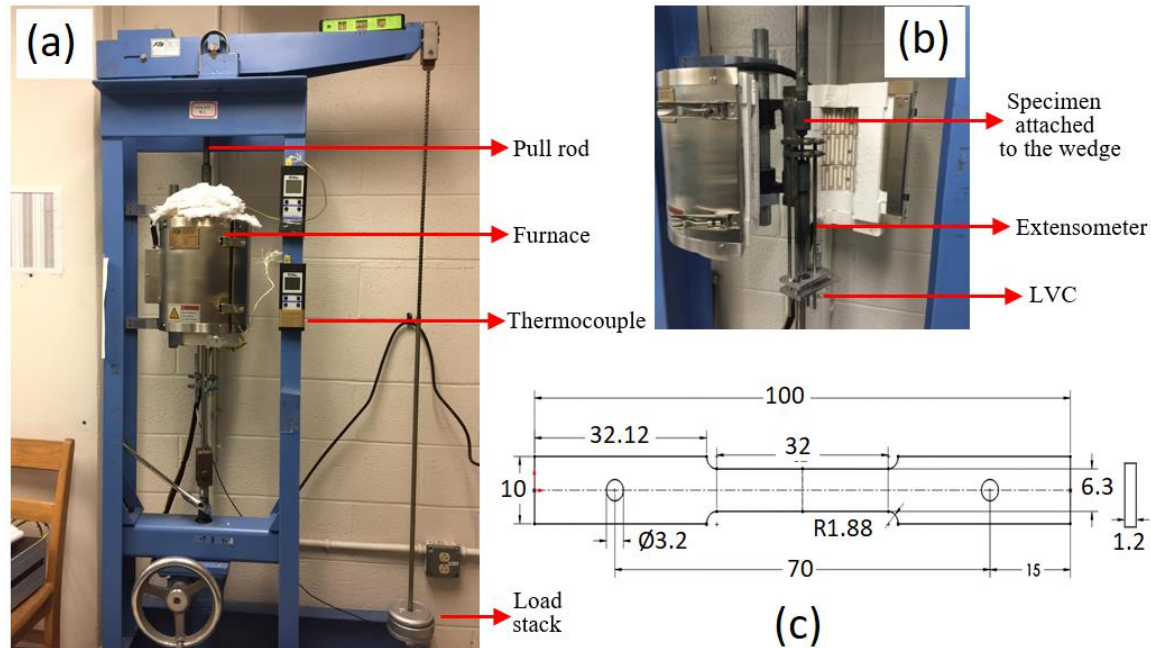 (a)
Pull rod
Furnace
Thermocouple
Load
stack
(b)
Specimen
attached
to the wedge
Extensometer
LVC
100
32.12
32
10
6.3
Ø3.2
R1.88
1.2
70
15
(c)